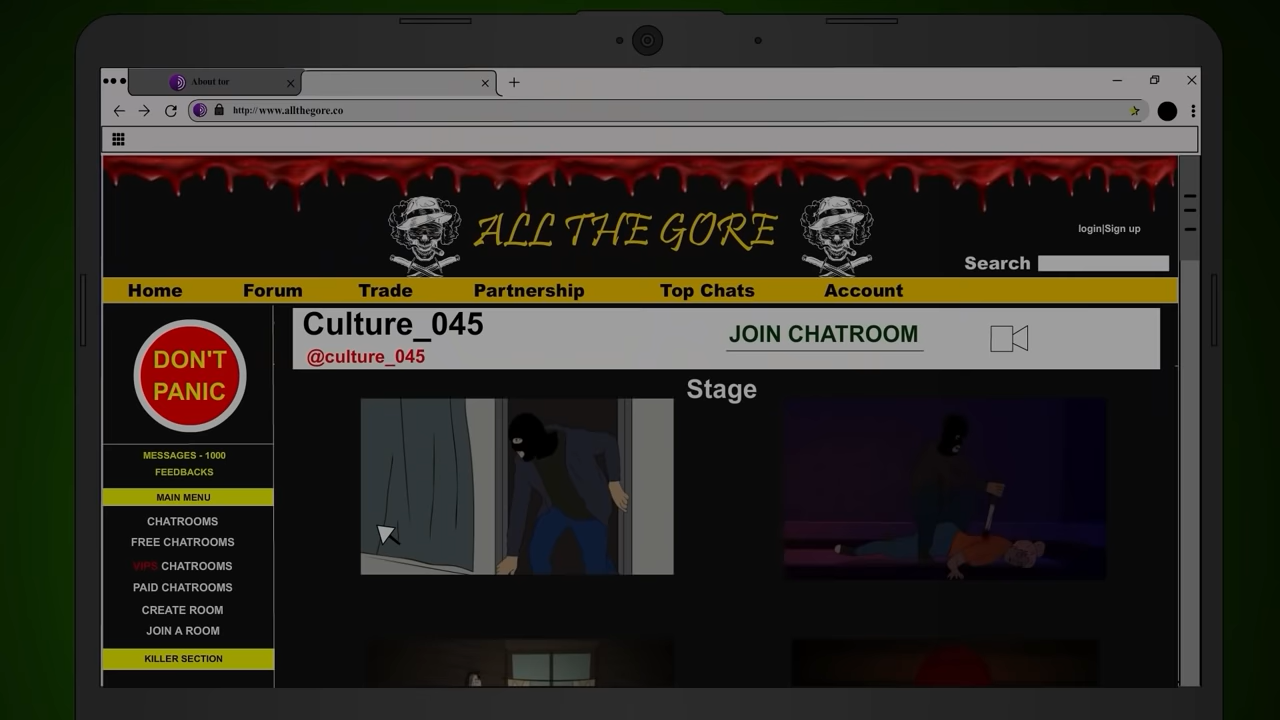 About tor
http://www.allthegore.co
ALL THE GORE
login|Sign up
Search
Home Forum Trade Partnership Top Chats Account
DON'T
PANIC
Culture_045
@culture_045
JOIN CHATROOM
Stage
MESSAGES - 1000
FEEDBACKS
MAIN MENU
CHATROOMS
FREE CHATROOMS
VIPS CHATROOMS
PAID CHATROOMS
CREATE ROOM
JOIN A ROOM
KILLER SECTION